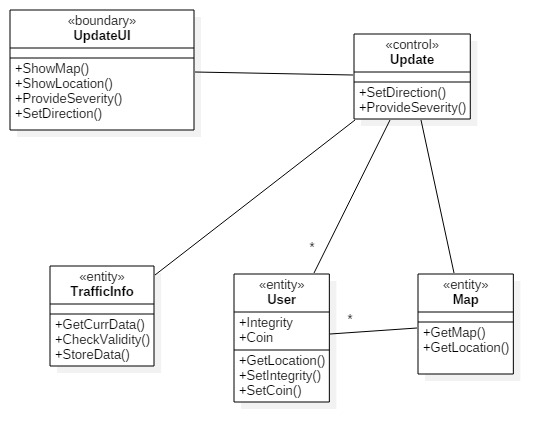 «boundary»
UpdateUI
+ShowMap()
+ShowLocation()
+ProvideSeverity()
+SetDirection()
«control»
Update
+SetDirection()
+ProvideSeverity()
*
«entity»
TrafficInfo
+GetCurrData()
+CheckValidity()
+StoreData()
«entity»
User
+Integrity
+Coin
+GetLocation()
+SetIntegrity()
+SetCoin()
*
«entity»
Map
+GetMap()
+GetLocation()